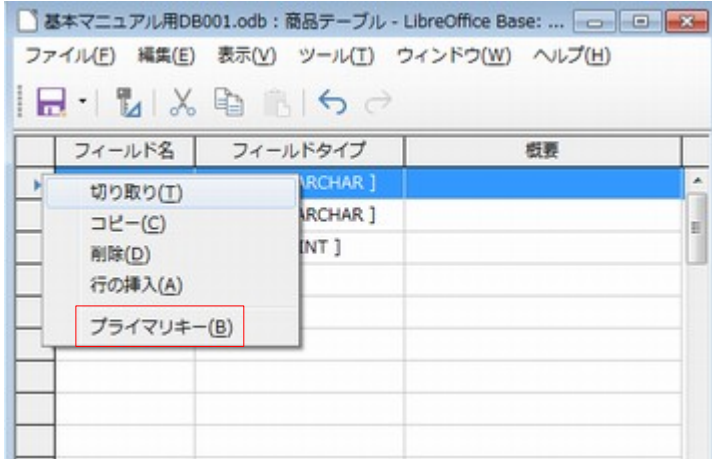 基本マニュアル用DB001.odb : 商品テーブル - LibreOffice Base: ...
ファイル(F) 編集(E) 表示(V) ツール(T) ウィンドウ(W) ヘルプ(H)
フィールド名 フィールドタイプ 概要
切り取り(T)
ARCHAR ]
コピー(C)
ARCHAR ]
削除(D)
INT ]
行の挿入(A)
プライマリキー(B)